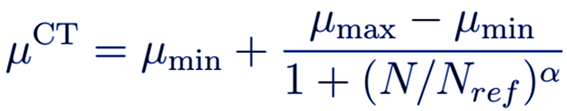 μ^CT = μ_min + (μ_max − μ_min) / (1 + (N/N_ref)^α)